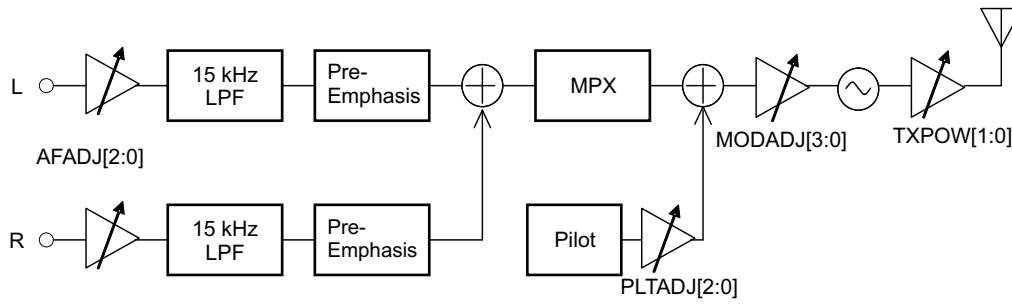 L
15 kHz
LPF
Pre-
Emphasis
MPX
MODADJ[3:0]
TXPOW[1:0]
AFADJ[2:0]
R
15 kHz
LPF
Pre-
Emphasis
Pilot
PLTADJ[2:0]